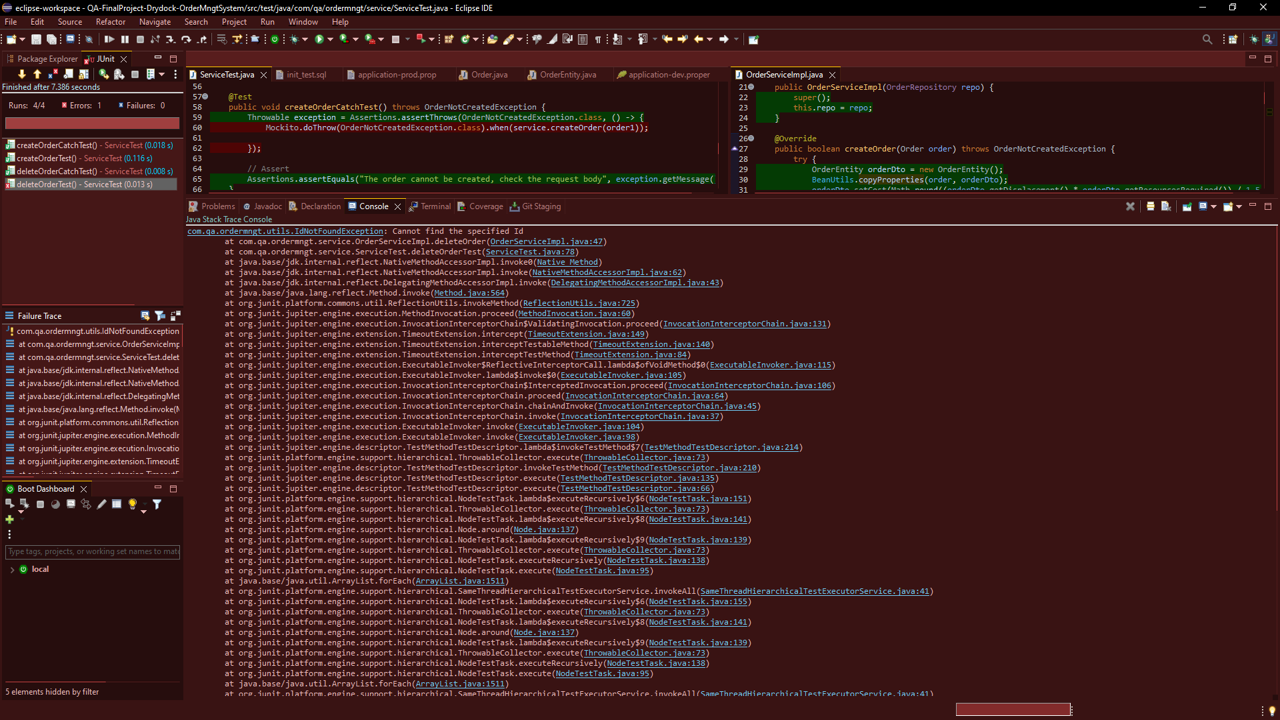 eclipse-workspace - QA-FinalProject-Drydock-OrderMngtSystem/src/test/java/com/qa/ordermngt/service/ServiceTest.java - Eclipse IDE
File Edit Source Refactor Navigate Search Project Run Window Help
Package Explorer JUnit
Finished after 7.386 seconds
Runs: 4/4 Errors: 1 Failures: 0
createOrderCatchTest() - ServiceTest (0.018 s)
createOrderTest() - ServiceTest (0.116 s)
deleteOrderCatchTest() - ServiceTest (0.008 s)
deleteOrderTest() - ServiceTest (0.013 s)
Failure Trace
com.qa.ordermngt.utils.IdNotFoundException
at com.qa.ordermngt.service.OrderServiceImp
at com.qa.ordermngt.service.ServiceTest.delet
at java.base/jdk.internal.reflect.NativeMethod.
at java.base/jdk.internal.reflect.NativeMethod.
at java.base/jdk.internal.reflect.DelegatingMet
at java.base/java.lang.reflect.Method.invoke(M
at org.junit.platform.commons.util.Reflection
at org.junit.jupiter.engine.execution.MethodIn
at org.junit.jupiter.engine.execution.Invocation
at org.junit.jupiter.engine.extension.TimeoutE
Boot Dashboard
Type tags, projects, or working set names to mat
local
5 elements hidden by filter
ServiceTest.java init_test.sql application-prod.prop Order.java OrderEntity.java application-dev.proper
56
57 @Test
58 public void createOrderCatchTest() throws OrderNotCreatedException {
59 Throwable exception = Assertions.assertThrows(OrderNotCreatedException.class, () -> {
60 Mockito.doThrow(OrderNotCreatedException.class).when(service.createOrder(order1));
61
62 });
63
64 // Assert
65 Assertions.assertEquals("The order cannot be created, check the request body", exception.getMessage(
66 }
OrderServiceImpl.java
21 public OrderServiceImpl(OrderRepository repo) {
22 super();
23 this.repo = repo;
24 }
25
26 @Override
27 public boolean createOrder(Order order) throws OrderNotCreatedException {
28 try {
29 OrderEntity orderDto = new OrderEntity();
30 BeanUtils.copyProperties(order, orderDto);
31
Problems Javadoc Declaration Console Terminal Coverage Git Staging
Java Stack Trace Console
com.qa.ordermngt.utils.IdNotFoundException: Cannot find the specified Id
at com.qa.ordermngt.service.OrderServiceImpl.deleteOrder(OrderServiceImpl.java:47)
at com.qa.ordermngt.service.ServiceTest.deleteOrderTest(ServiceTest.java:78)
at java.base/jdk.internal.reflect.NativeMethodAccessorImpl.invoke0(Native Method)
at java.base/jdk.internal.reflect.NativeMethodAccessorImpl.invoke(NativeMethodAccessorImpl.java:62)
at java.base/jdk.internal.reflect.DelegatingMethodAccessorImpl.invoke(DelegatingMethodAccessorImpl.java:43)
at java.base/java.lang.reflect.Method.invoke(Method.java:564)
at org.junit.platform.commons.util.ReflectionUtils.invokeMethod(ReflectionUtils.java:725)
at org.junit.jupiter.engine.execution.MethodInvocation.proceed(MethodInvocation.java:60)
at org.junit.jupiter.engine.execution.InvocationInterceptorChain$ValidatingInvocation.proceed(InvocationInterceptorChain.java:131)
at org.junit.jupiter.engine.extension.TimeoutExtension.intercept(TimeoutExtension.java:149)
at org.junit.jupiter.engine.extension.TimeoutExtension.interceptTestableMethod(TimeoutExtension.java:140)
at org.junit.jupiter.engine.extension.TimeoutExtension.interceptTestMethod(TimeoutExtension.java:84)
at org.junit.jupiter.engine.execution.ExecutableInvoker$ReflectiveInterceptorCall.lambda$ofVoidMethod$0(ExecutableInvoker.java:115)
at org.junit.jupiter.engine.execution.ExecutableInvoker.lambda$invoke$0(ExecutableInvoker.java:105)
at org.junit.jupiter.engine.execution.InvocationInterceptorChain$InterceptedInvocation.proceed(InvocationInterceptorChain.java:106)
at org.junit.jupiter.engine.execution.InvocationInterceptorChain.proceed(InvocationInterceptorChain.java:64)
at org.junit.jupiter.engine.execution.InvocationInterceptorChain.chainAndInvoke(InvocationInterceptorChain.java:45)
at org.junit.jupiter.engine.execution.InvocationInterceptorChain.invoke(InvocationInterceptorChain.java:37)
at org.junit.jupiter.engine.execution.ExecutableInvoker.invoke(ExecutableInvoker.java:104)
at org.junit.jupiter.engine.execution.ExecutableInvoker.invoke(ExecutableInvoker.java:98)
at org.junit.jupiter.engine.descriptor.TestMethodTestDescriptor.lambda$invokeTestMethod$7(TestMethodTestDescriptor.java:214)
at org.junit.platform.engine.support.hierarchical.ThrowableCollector.execute(ThrowableCollector.java:73)
at org.junit.jupiter.engine.descriptor.TestMethodTestDescriptor.invokeTestMethod(TestMethodTestDescriptor.java:210)
at org.junit.jupiter.engine.descriptor.TestMethodTestDescriptor.execute(TestMethodTestDescriptor.java:135)
at org.junit.jupiter.engine.descriptor.TestMethodTestDescriptor.execute(TestMethodTestDescriptor.java:66)
at org.junit.platform.engine.support.hierarchical.NodeTestTask.lambda$executeRecursively$6(NodeTestTask.java:151)
at org.junit.platform.engine.support.hierarchical.ThrowableCollector.execute(ThrowableCollector.java:73)
at org.junit.platform.engine.support.hierarchical.NodeTestTask.lambda$executeRecursively$8(NodeTestTask.java:141)
at org.junit.platform.engine.support.hierarchical.Node.around(Node.java:137)
at org.junit.platform.engine.support.hierarchical.NodeTestTask.lambda$executeRecursively$9(NodeTestTask.java:139)
at org.junit.platform.engine.support.hierarchical.ThrowableCollector.execute(ThrowableCollector.java:73)
at org.junit.platform.engine.support.hierarchical.NodeTestTask.executeRecursively(NodeTestTask.java:138)
at org.junit.platform.engine.support.hierarchical.NodeTestTask.execute(NodeTestTask.java:95)
at java.base/java.util.ArrayList.forEach(ArrayList.java:1511)
at org.junit.platform.engine.support.hierarchical.SameThreadHierarchicalTestExecutorService.invokeAll(SameThreadHierarchicalTestExecutorService.java:41)
at org.junit.platform.engine.support.hierarchical.NodeTestTask.lambda$executeRecursively$6(NodeTestTask.java:155)
at org.junit.platform.engine.support.hierarchical.ThrowableCollector.execute(ThrowableCollector.java:73)
at org.junit.platform.engine.support.hierarchical.NodeTestTask.lambda$executeRecursively$8(NodeTestTask.java:141)
at org.junit.platform.engine.support.hierarchical.Node.around(Node.java:137)
at org.junit.platform.engine.support.hierarchical.NodeTestTask.lambda$executeRecursively$9(NodeTestTask.java:139)
at org.junit.platform.engine.support.hierarchical.ThrowableCollector.execute(ThrowableCollector.java:73)
at org.junit.platform.engine.support.hierarchical.NodeTestTask.executeRecursively(NodeTestTask.java:138)
at org.junit.platform.engine.support.hierarchical.NodeTestTask.execute(NodeTestTask.java:95)
at java.base/java.util.ArrayList.forEach(ArrayList.java:1511)
at org.junit.platform.engine.support.hierarchical.SameThreadHierarchicalTestExecutorService.invokeAll(SameThreadHierarchicalTestExecutorService.java:41)